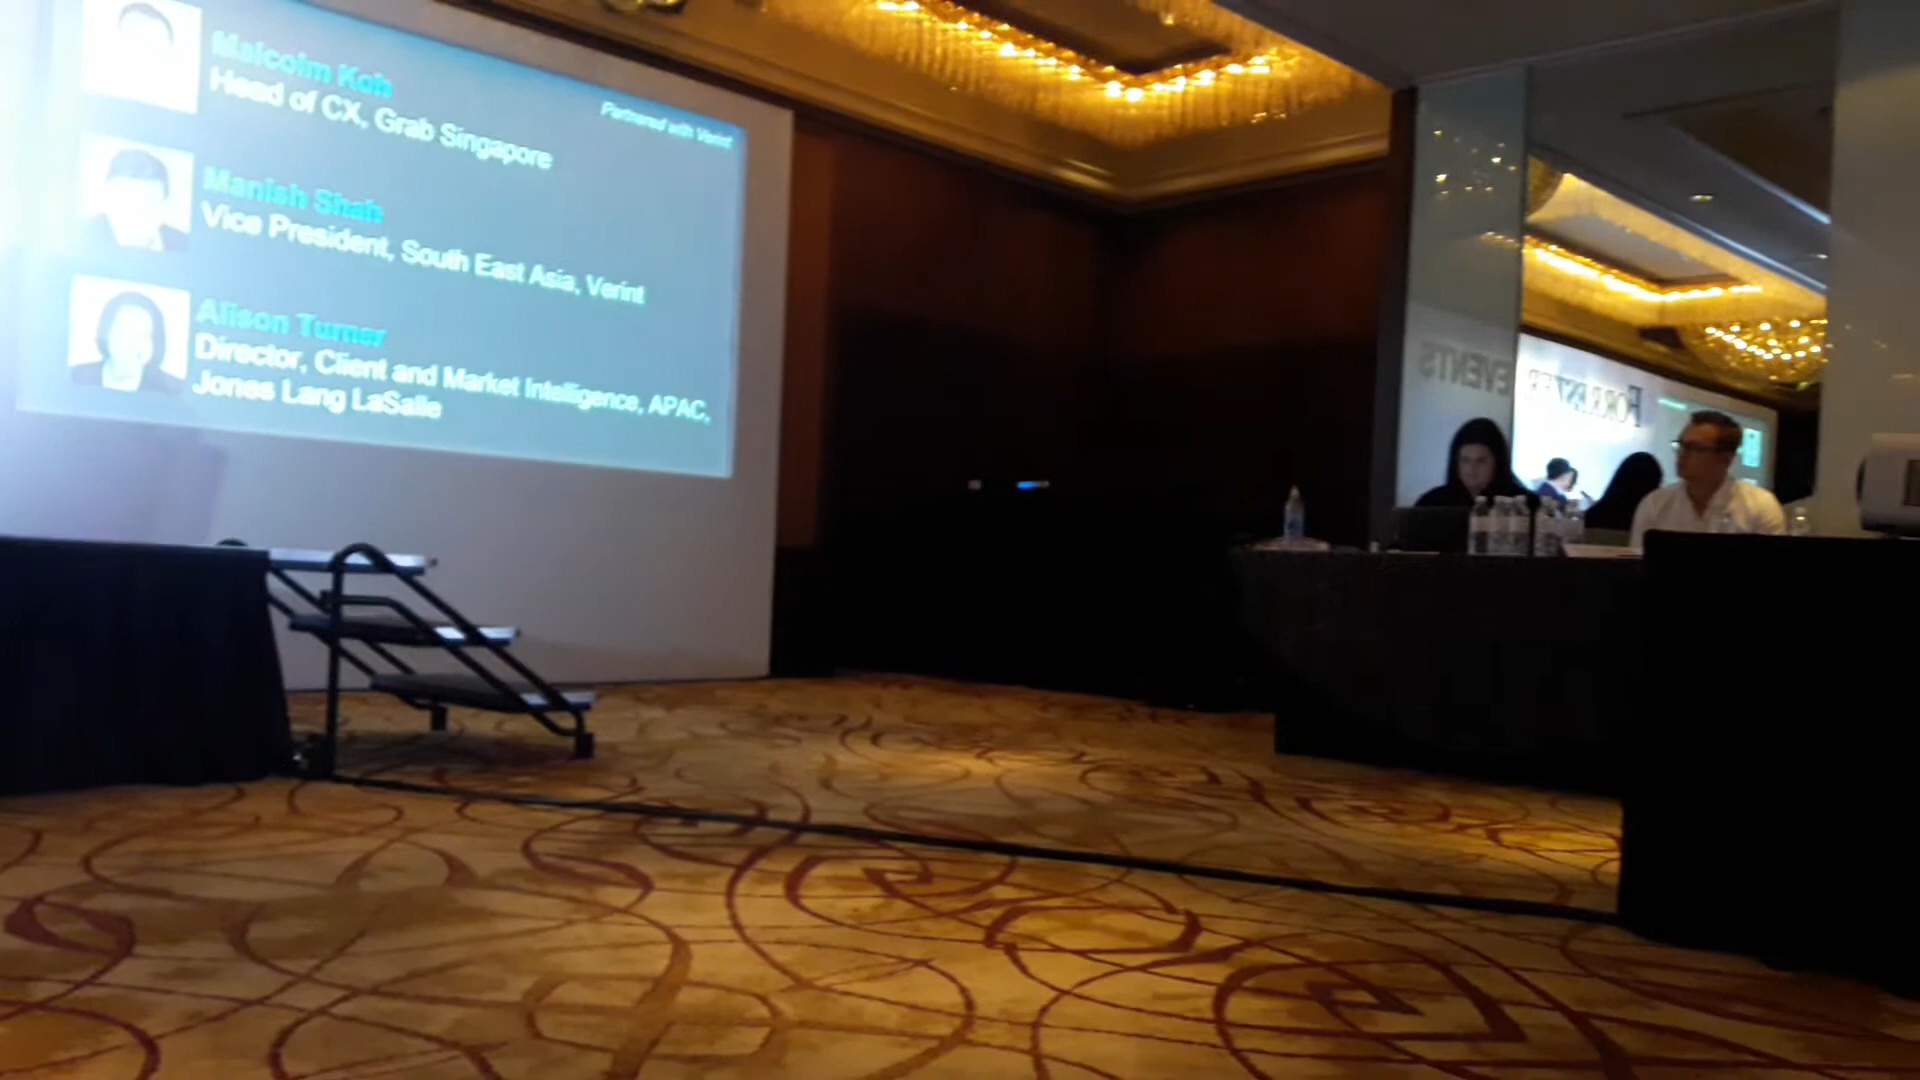 Malcolm Koh
Head of CX, Grab Singapore
Partnered with Verint
Manish Shah
Vice President, South East Asia, Verint
Alison Turner
Director, Client and Market Intelligence, APAC,
Jones Lang LaSalle
FORRESTER EVENTS